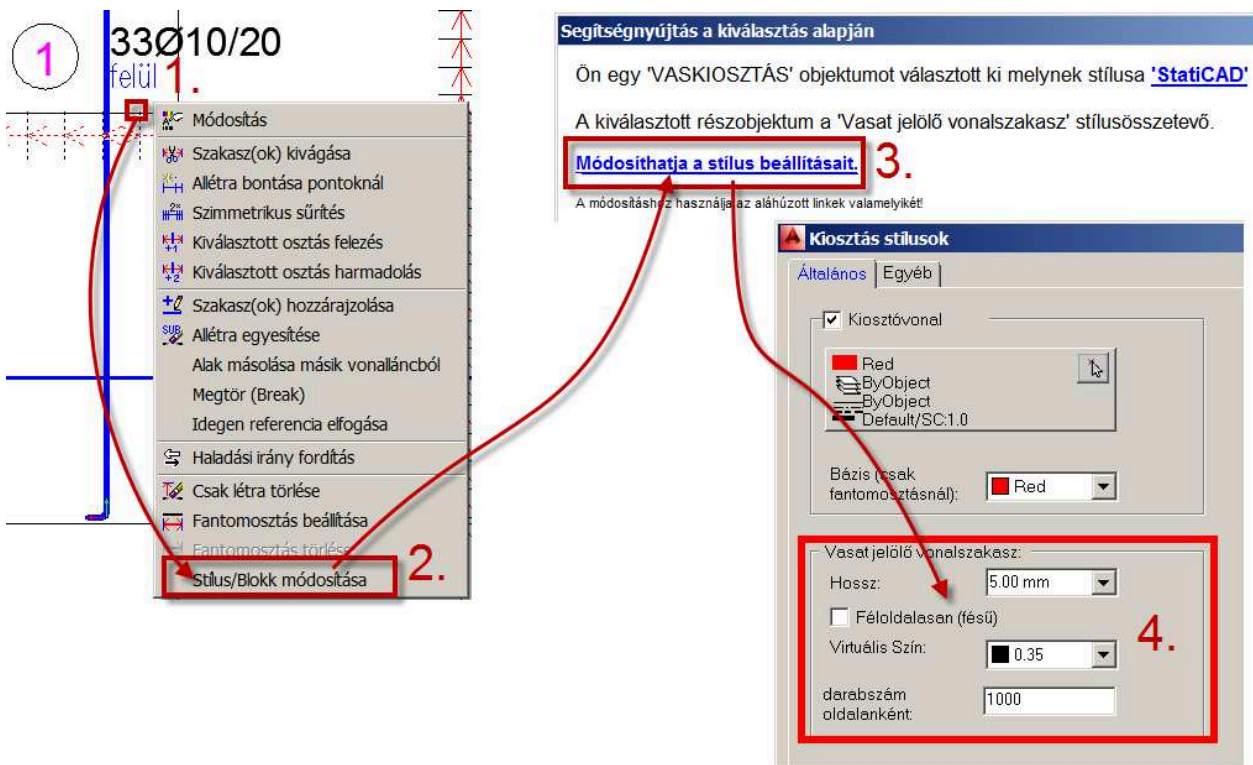 1
33Ø10/20
felül
1.
Módosítás
Szakasz(ok) kivágása
Allétra bontása pontoknál
Szimmetrikus sűrítés
Kiválasztott osztás felezés
Kiválasztott osztás harmadolás
Szakasz(ok) hozzárajzolása
Allétra egyesítése
Alak másolása másik vonalláncból
Megtör (Break)
Idegen referencia elfogása
Haladási irány fordítás
Csak létra törlése
Fantomosztás beállítása
Fantomosztás törlése
Stílus/Blokk módosítása
2.
Segítségnyújtás a kiválasztás alapján
Ön egy 'VASKIOSZTÁS' objektumot választott ki melynek stílusa 'StatiCAD'
A kiválasztott részobjektum a 'Vasat jelölő vonalszakasz' stílusösszetevő.
Módosíthatja a stílus beállításait.
3.
A módosításhoz használja az aláhúzott linkek valamelyikét!
Kiosztás stílusok
Általános Egyéb
Kiosztóvonal
Red
ByObject
ByObject
Default/SC:1.0
Bázis (csak
fantomosztásnál): Red
Vasat jelölő vonalszakasz:
Hossz: 5.00 mm
Féloldalasan (fésű)
Virtuális Szín: 0.35
4.
darabszám
oldalanként: 1000